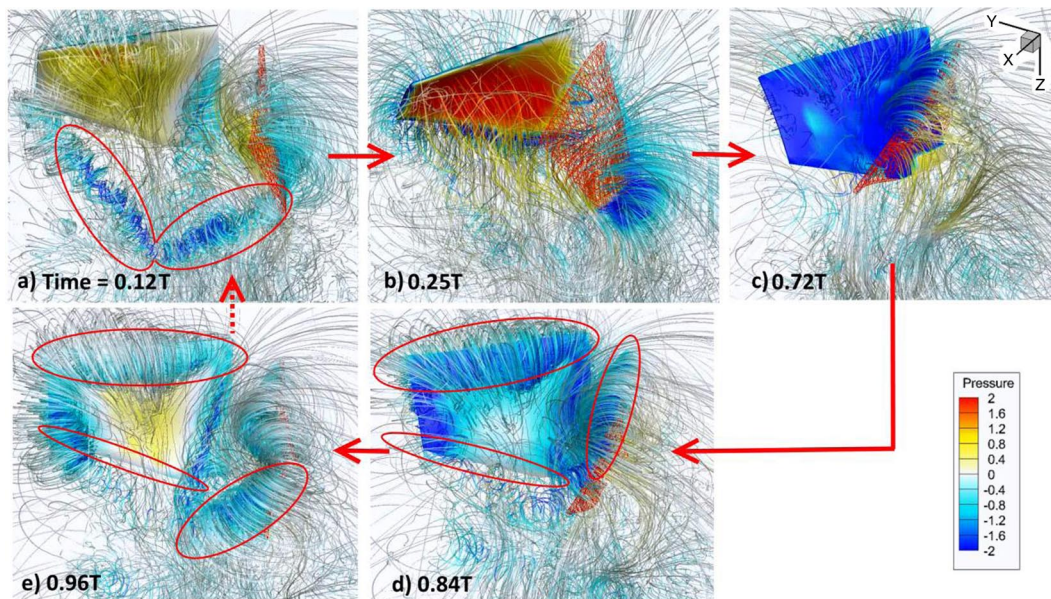 Y
X
Z
a) Time = 0.12T
b) 0.25T
c) 0.72T
e) 0.96T
d) 0.84T
Pressure
2
1.6
1.2
0.8
0.4
0
-0.4
-0.8
-1.2
-1.6
-2